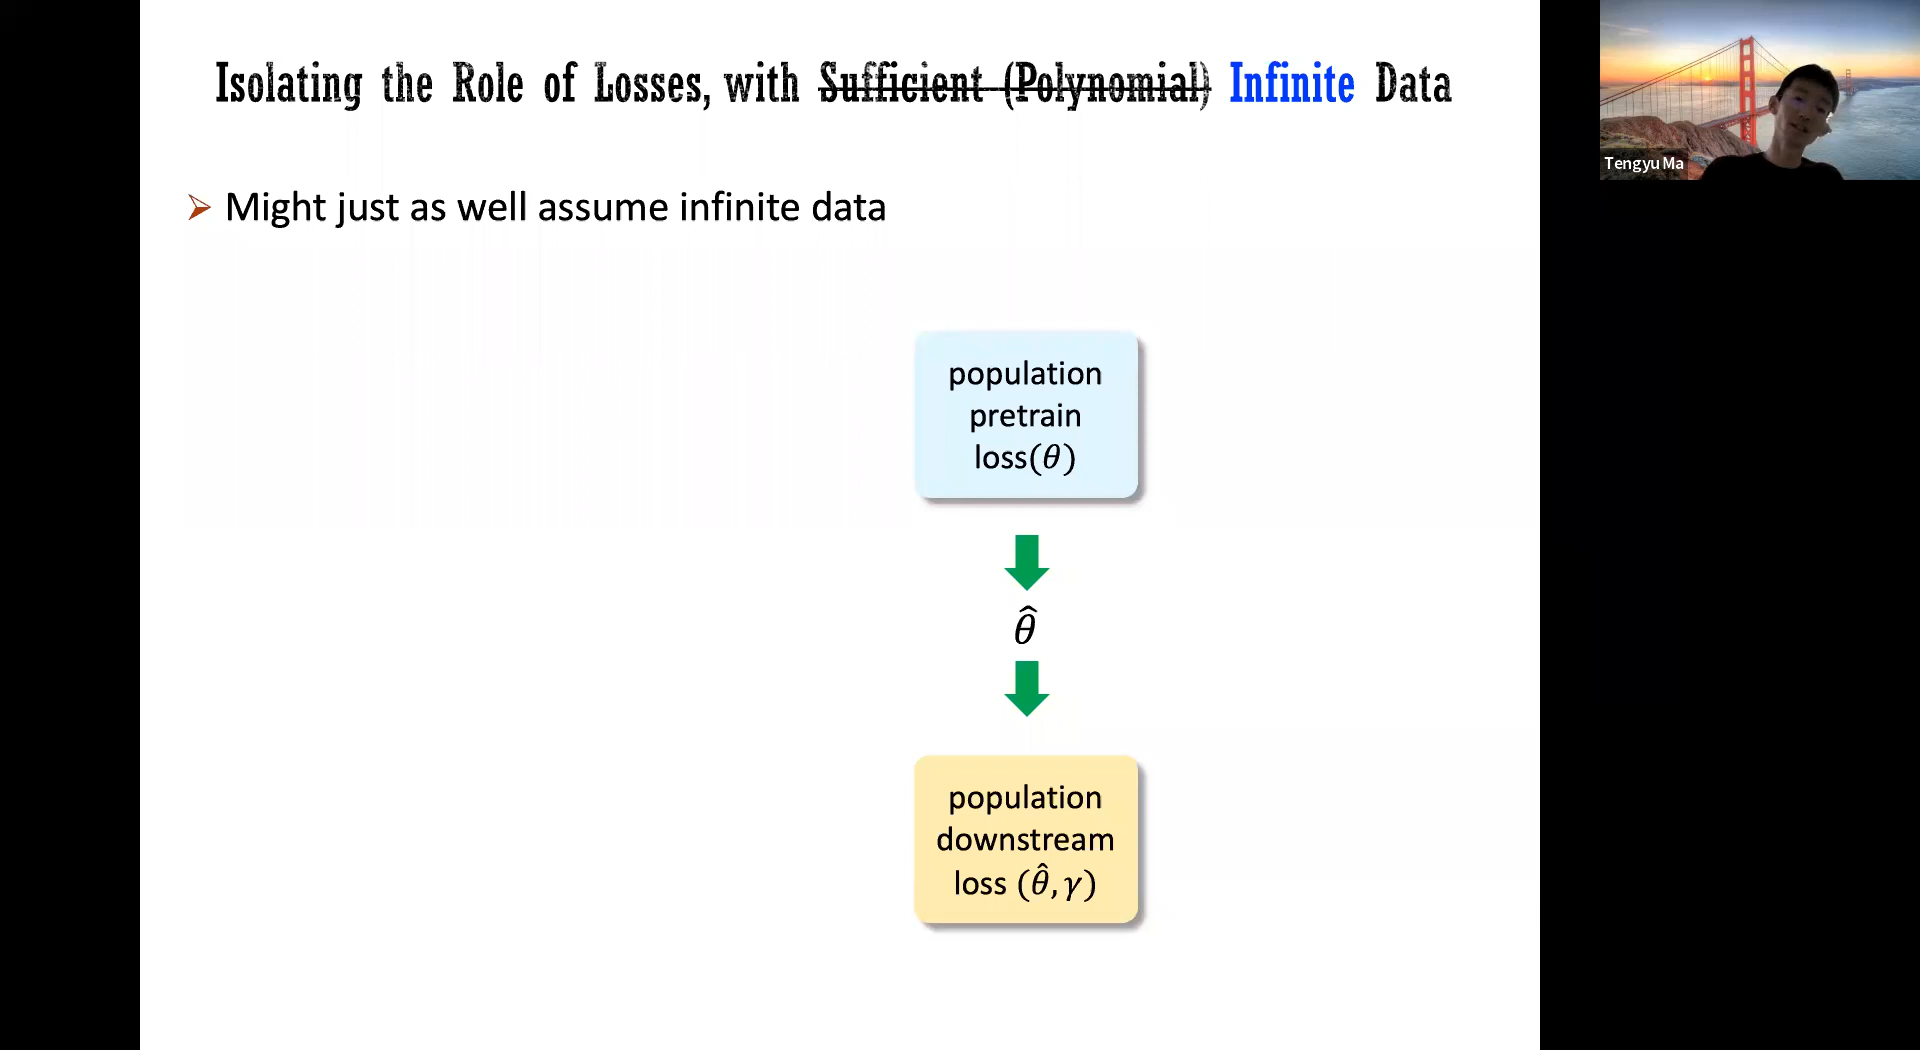 Isolating the Role of Losses, with Sufficient (Polynomial) Infinite Data
Might just as well assume infinite data
population
pretrain
loss(θ)
θ̂
population
downstream
loss (θ̂, γ)
Tengyu Ma